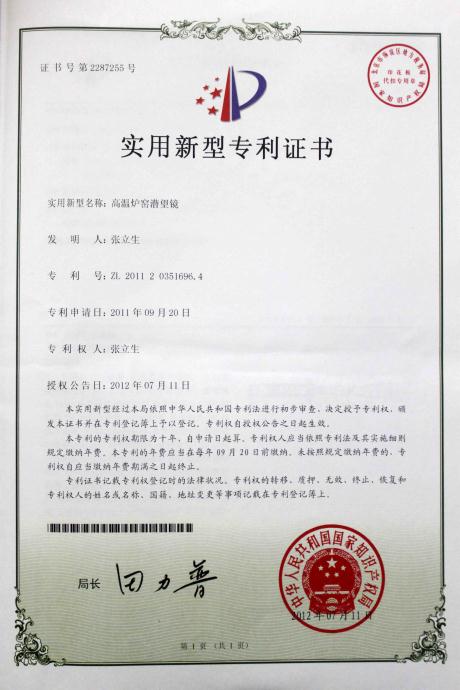 证书号第2287255号
印花税
代扣专用章
国家知识产权局
实用新型专利证书
实用新型名称：高温炉窑潜望镜
发明人：张立生
专利号：ZL 2011 2 0351696.4
专利申请日：2011年09月20日
专利权人：张立生
授权公告日：2012年07月11日
本实用新型经过本局依照中华人民共和国专利法进行初步审查，决定授予专利权，颁
发本证书并在专利登记簿上予以登记。专利权自授权公告之日起生效。
本专利的专利权期限为十年，自申请日起算。专利权人应当依照专利法及其实施细则
规定缴纳年费。本专利的年费应当在每年09月20日前缴纳。未按照规定缴纳年费的，专
利权自应当缴纳年费期满之日起终止。
专利证书记载专利权登记时的法律状况。专利权的转移、质押、无效、终止、恢复和
专利权人的姓名或名称、国籍、地址变更等事项记载在专利登记簿上。
局长
田力普
中华人民共和国国家知识产权局
2012年07月11日
第1页（共1页）